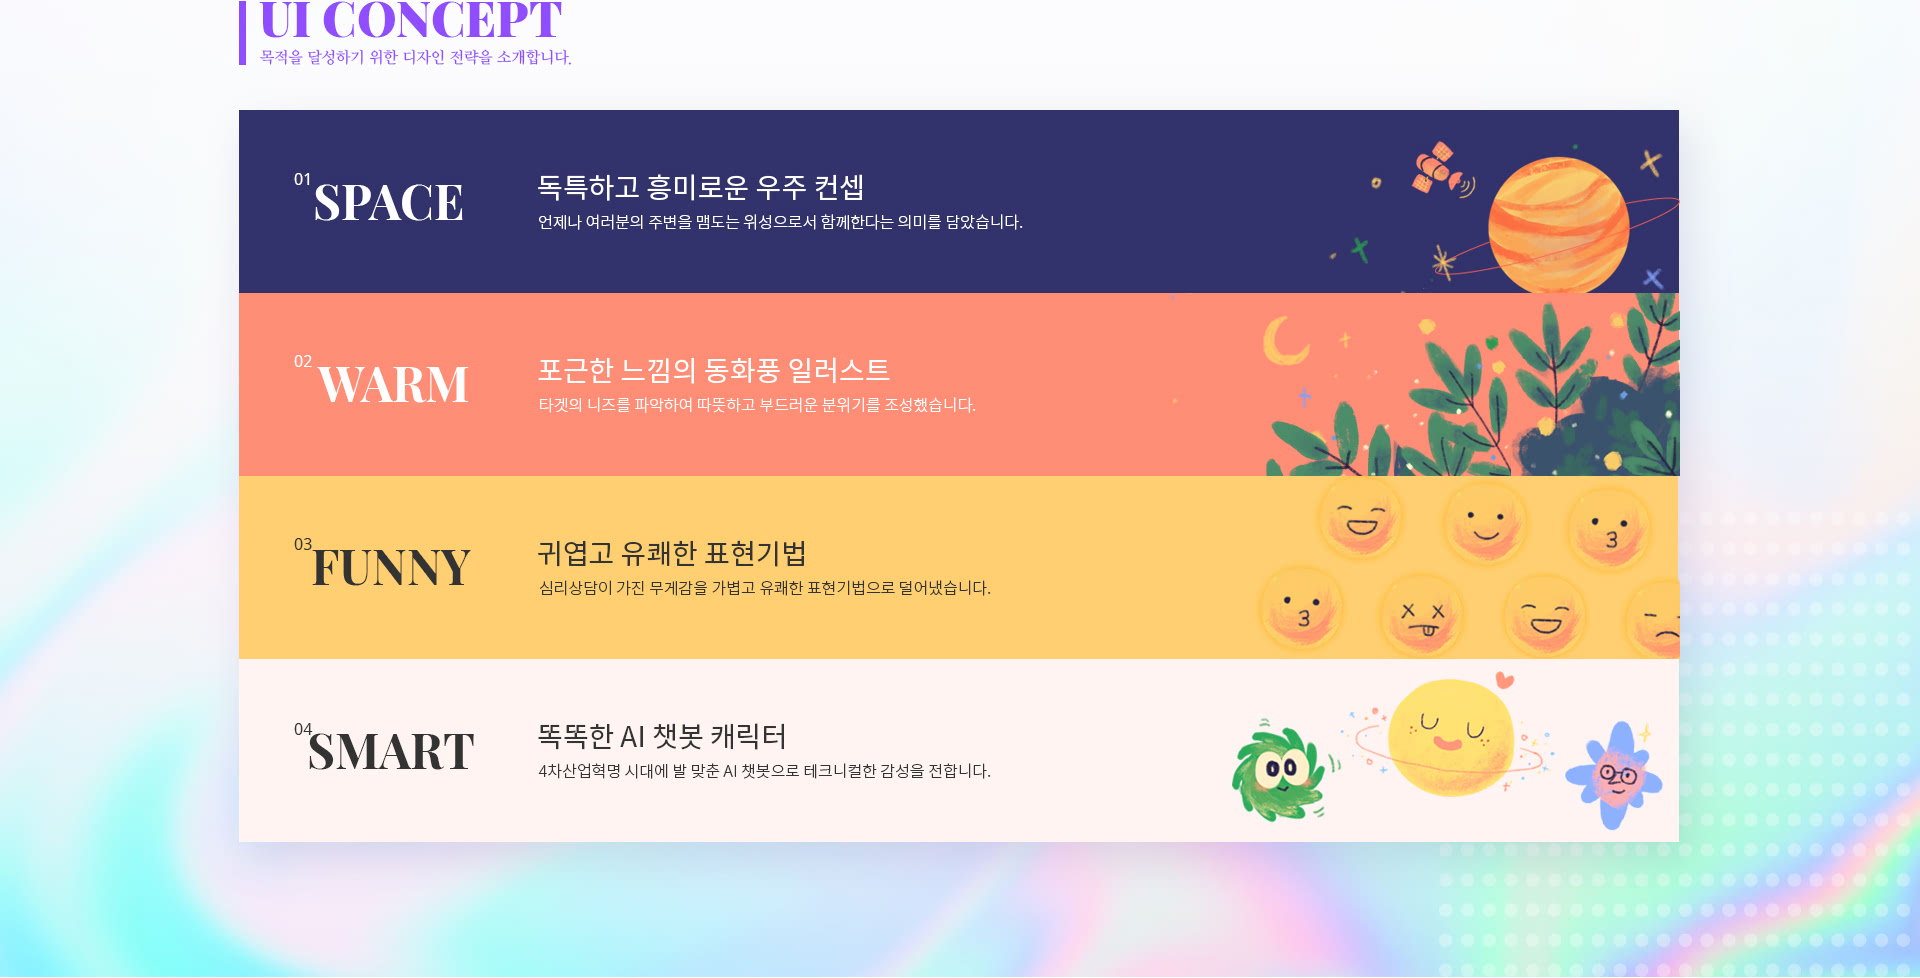 UI CONCEPT
목적을 달성하기 위한 디자인 전략을 소개합니다.
01
SPACE
독특하고 흥미로운 우주 컨셉
언제나 여러분의 주변을 맴도는 위성으로서 함께한다는 의미를 담았습니다.
02
WARM
포근한 느낌의 동화풍 일러스트
타겟의 니즈를 파악하여 따뜻하고 부드러운 분위기를 조성했습니다.
03
FUNNY
귀엽고 유쾌한 표현기법
심리상담이 가진 무게감을 가볍고 유쾌한 표현기법으로 덜어냈습니다.
04
SMART
똑똑한 AI 챗봇 캐릭터
4차산업혁명 시대에 발 맞춘 AI 챗봇으로 테크니컬한 감성을 전합니다.